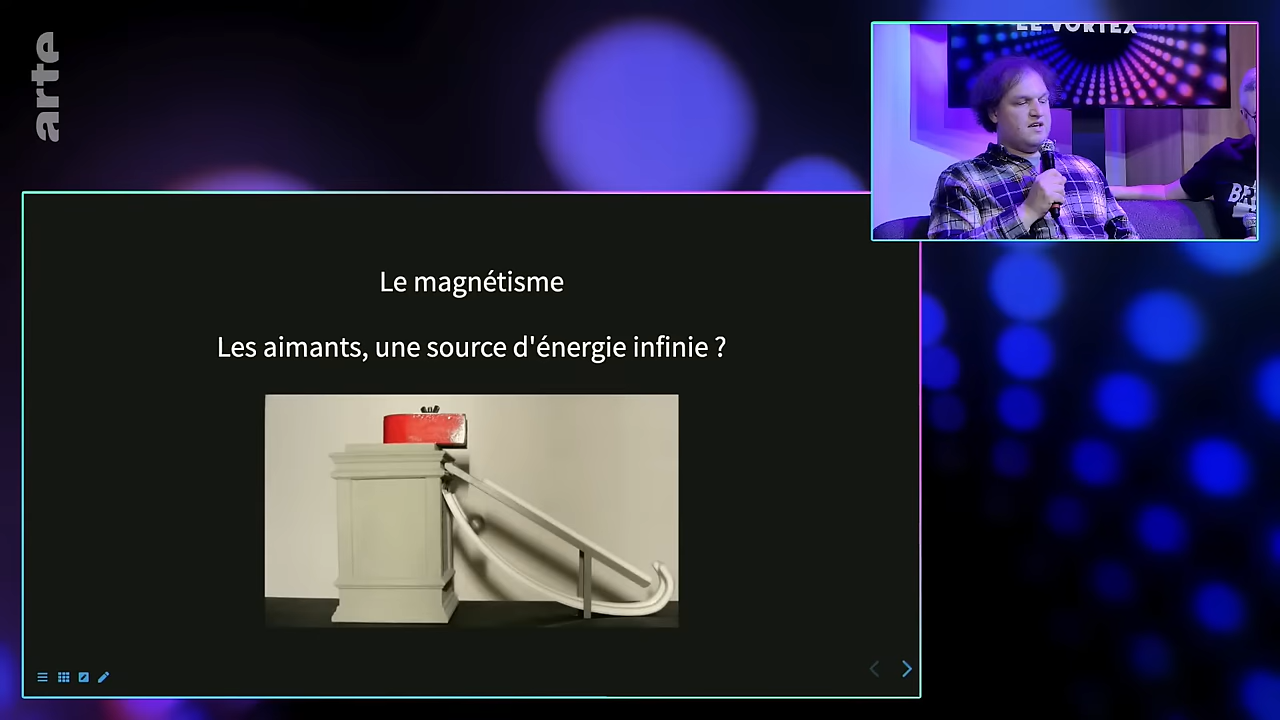 arte
LE VORTEX
Le magnétisme
Les aimants, une source d'énergie infinie ?